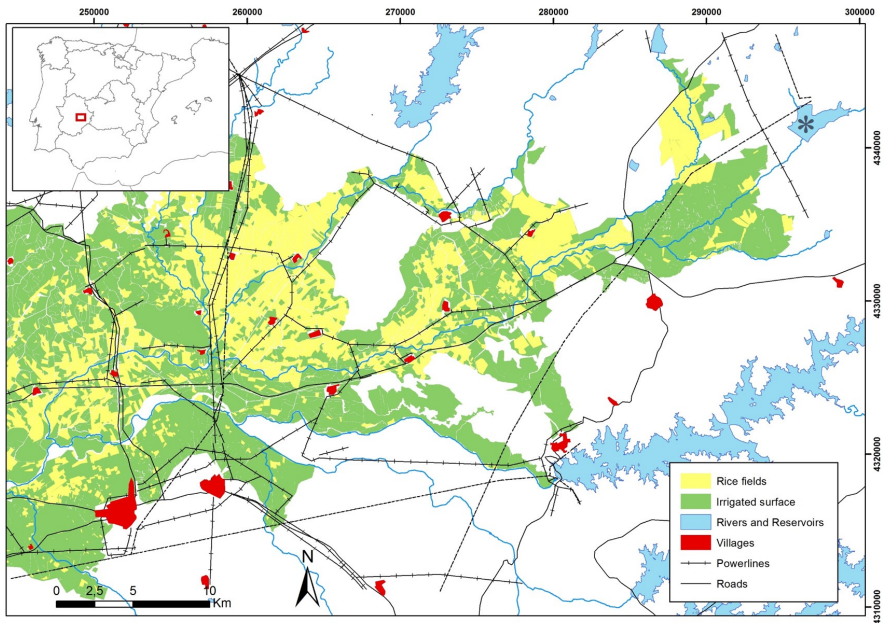 250000 260000 270000 280000 290000 300000
4340000
4330000
4320000
4310000
Rice fields
Irrigated surface
Rivers and Reservoirs
Villages
Powerlines
Roads
N
0 2,5 5 10
Km
*